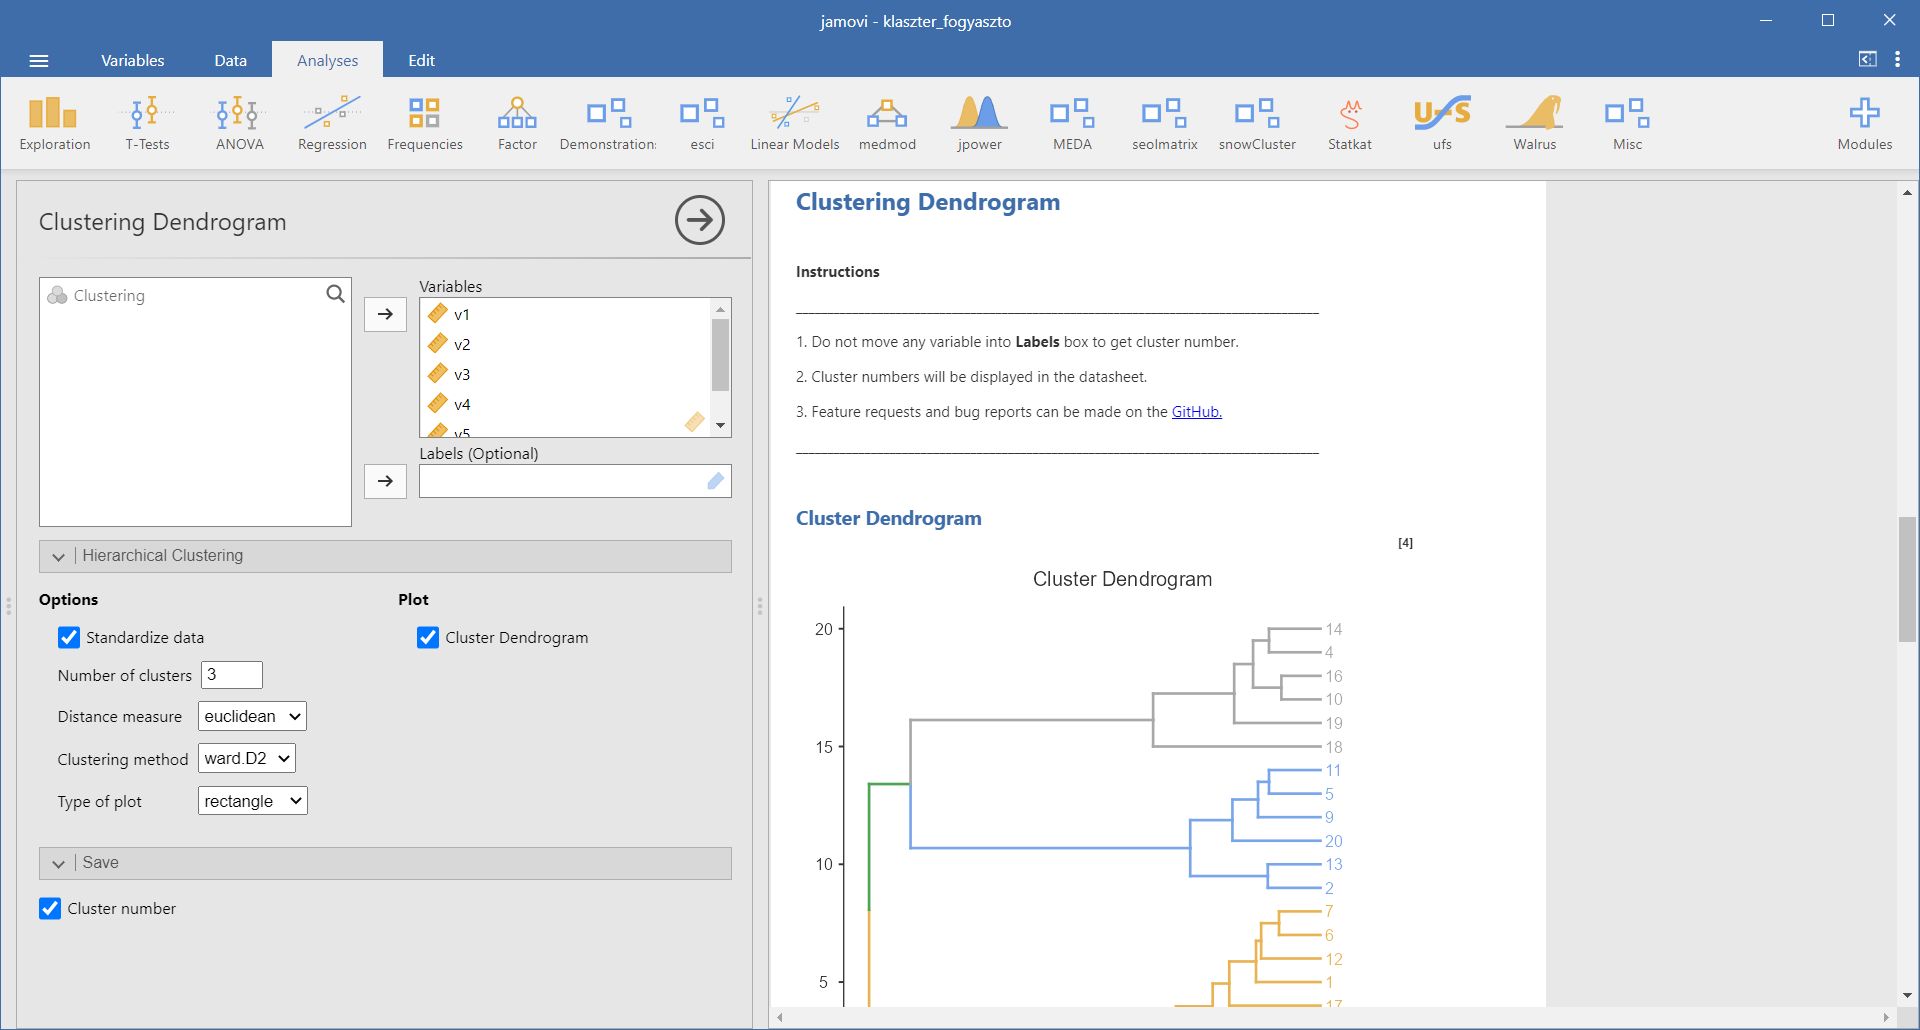 jamovi - klaszter_fogyaszto
Variables
Data
Analyses
Edit
Exploration
T-Tests
ANOVA
Regression
Frequencies
Factor
Demonstrations
esci
Linear Models
medmod
jpower
MEDA
seolmatrix
snowCluster
Statkat
ufs
Walrus
Misc
Modules
Clustering Dendrogram
Clustering
Variables
v1
v2
v3
v4
v5
Labels (Optional)
Hierarchical Clustering
Options
Plot
Standardize data
Cluster Dendrogram
Number of clusters 3
Distance measure euclidean
Clustering method ward.D2
Type of plot rectangle
Save
Cluster number
Clustering Dendrogram
Instructions
1. Do not move any variable into Labels box to get cluster number.
2. Cluster numbers will be displayed in the datasheet.
3. Feature requests and bug reports can be made on the GitHub.
Cluster Dendrogram
[4]
Cluster Dendrogram
20
15
10
5
14
4
16
10
19
18
11
5
9
20
13
2
7
6
12
1
17